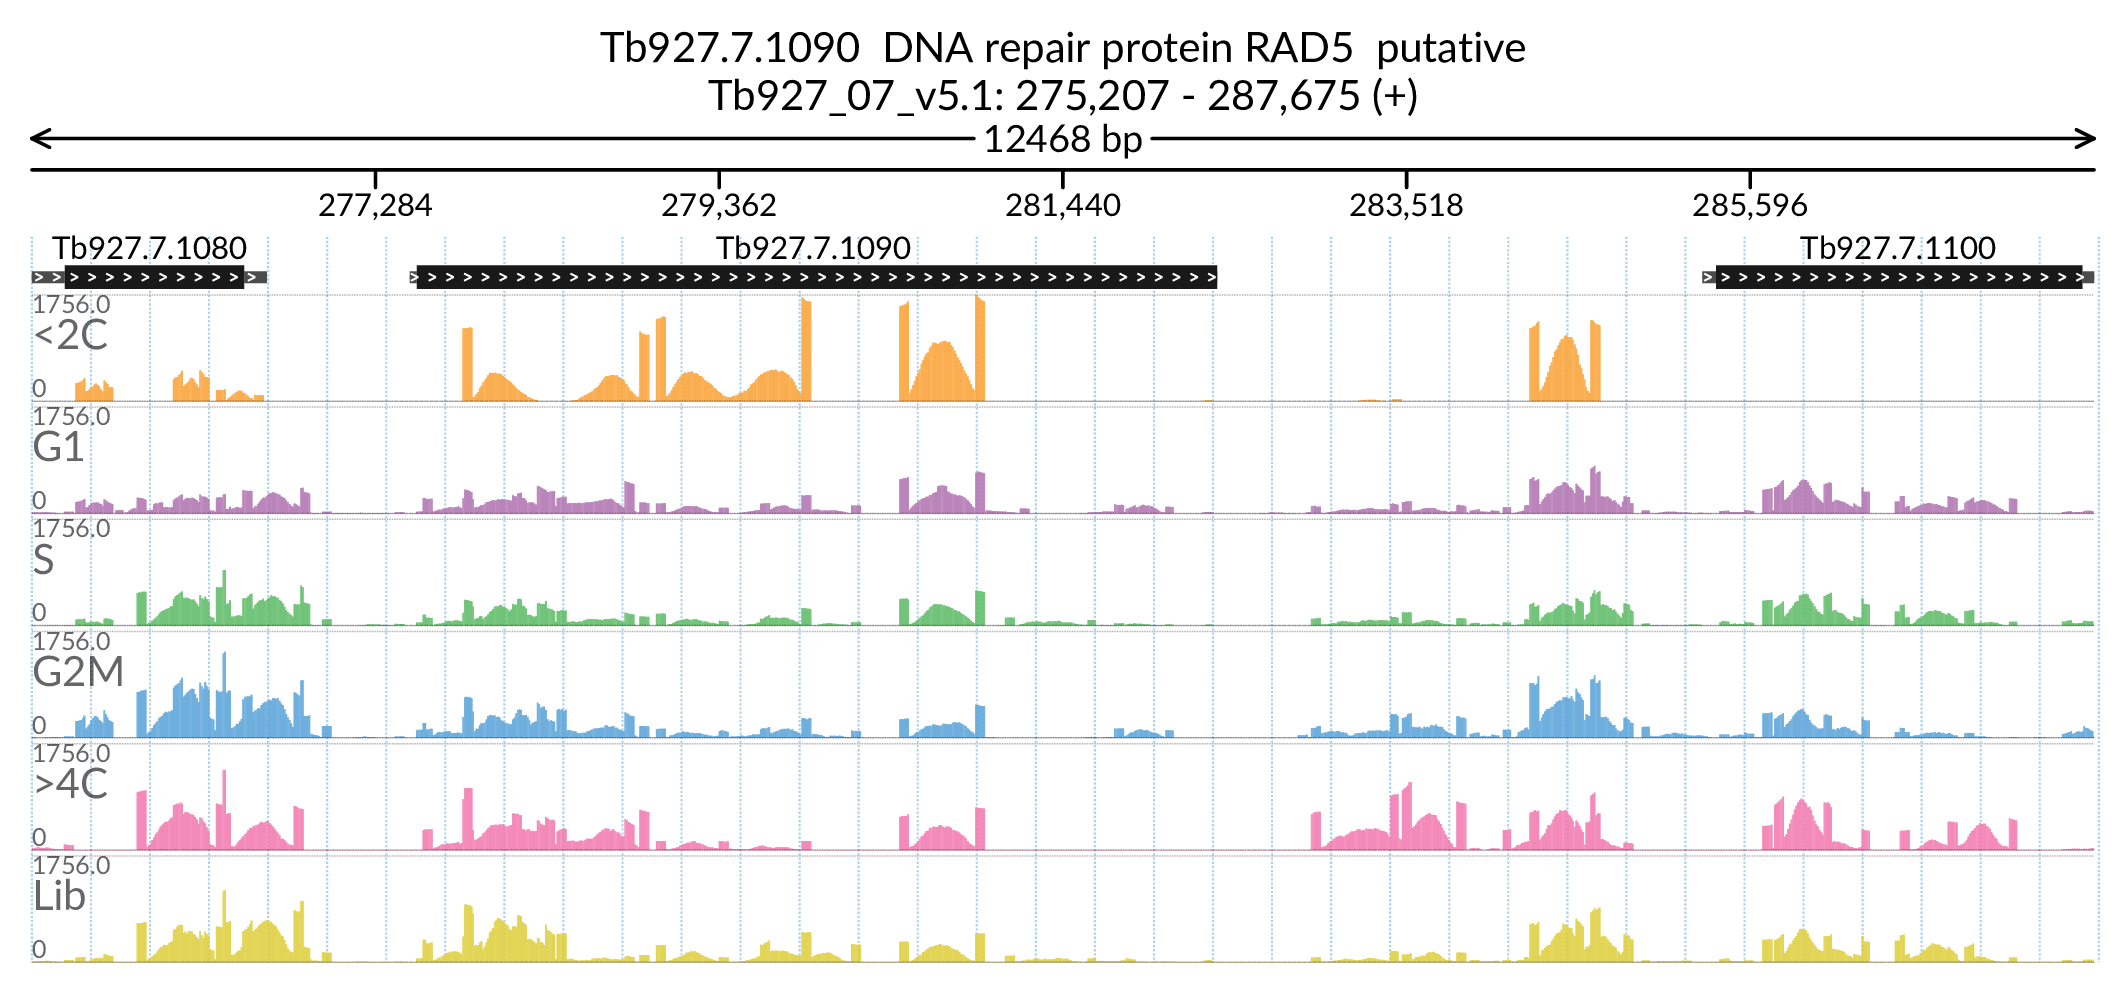 Tb927.7.1090  DNA repair protein RAD5  putative
Tb927_07_v5.1: 275,207 - 287,675 (+)
12468 bp
277,284 279,362 281,440 283,518 285,596
Tb927.7.1080 Tb927.7.1090 Tb927.7.1100
1756.0
<2C
0
1756.0
G1
0
1756.0
S
0
1756.0
G2M
0
1756.0
>4C
0
1756.0
Lib
0